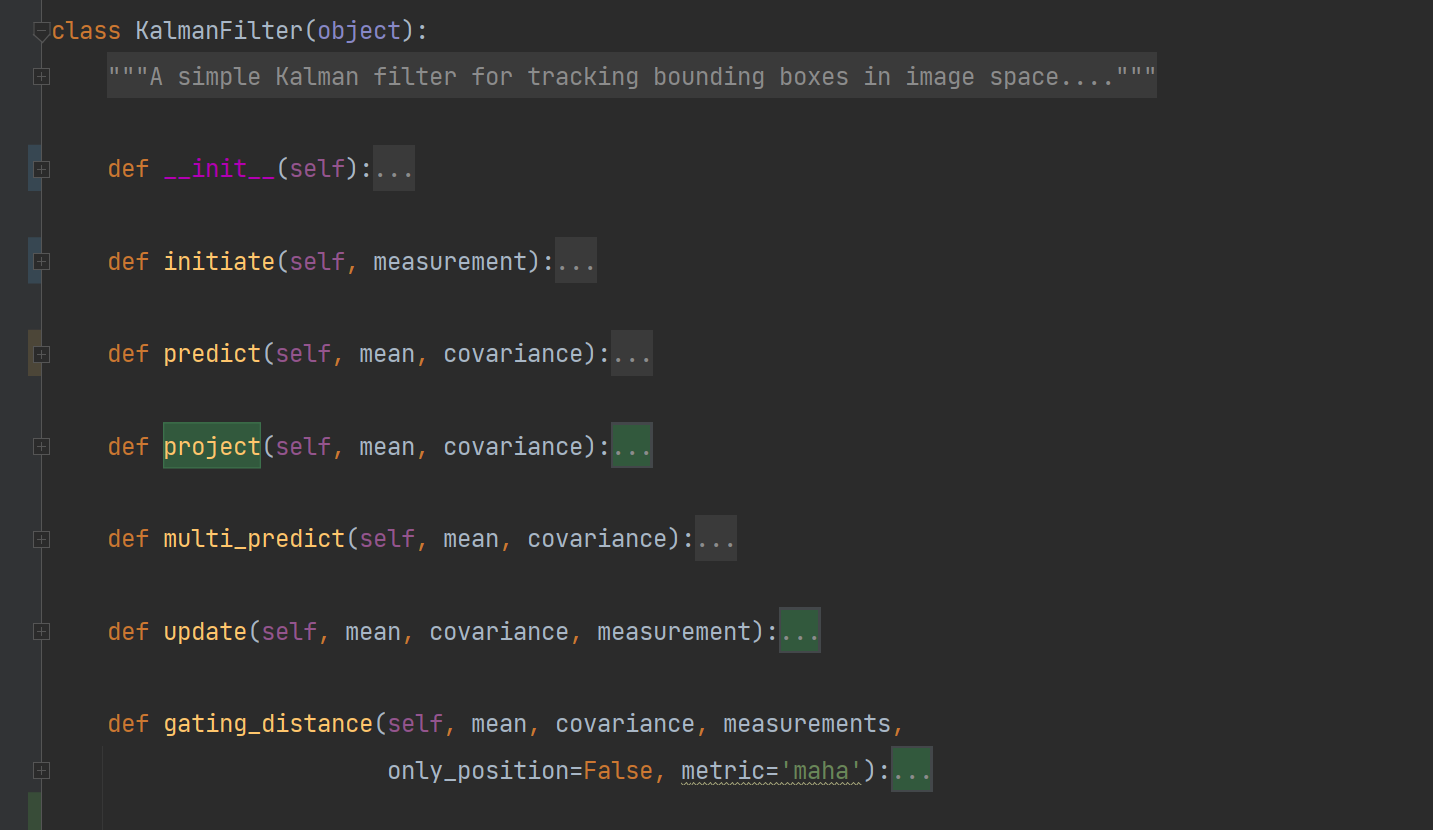 class KalmanFilter(object):
"""A simple Kalman filter for tracking bounding boxes in image space...."""
def __init__(self):...
def initiate(self, measurement):...
def predict(self, mean, covariance):...
def project(self, mean, covariance):...
def multi_predict(self, mean, covariance):...
def update(self, mean, covariance, measurement):...
def gating_distance(self, mean, covariance, measurements,
only_position=False, metric='maha'):...